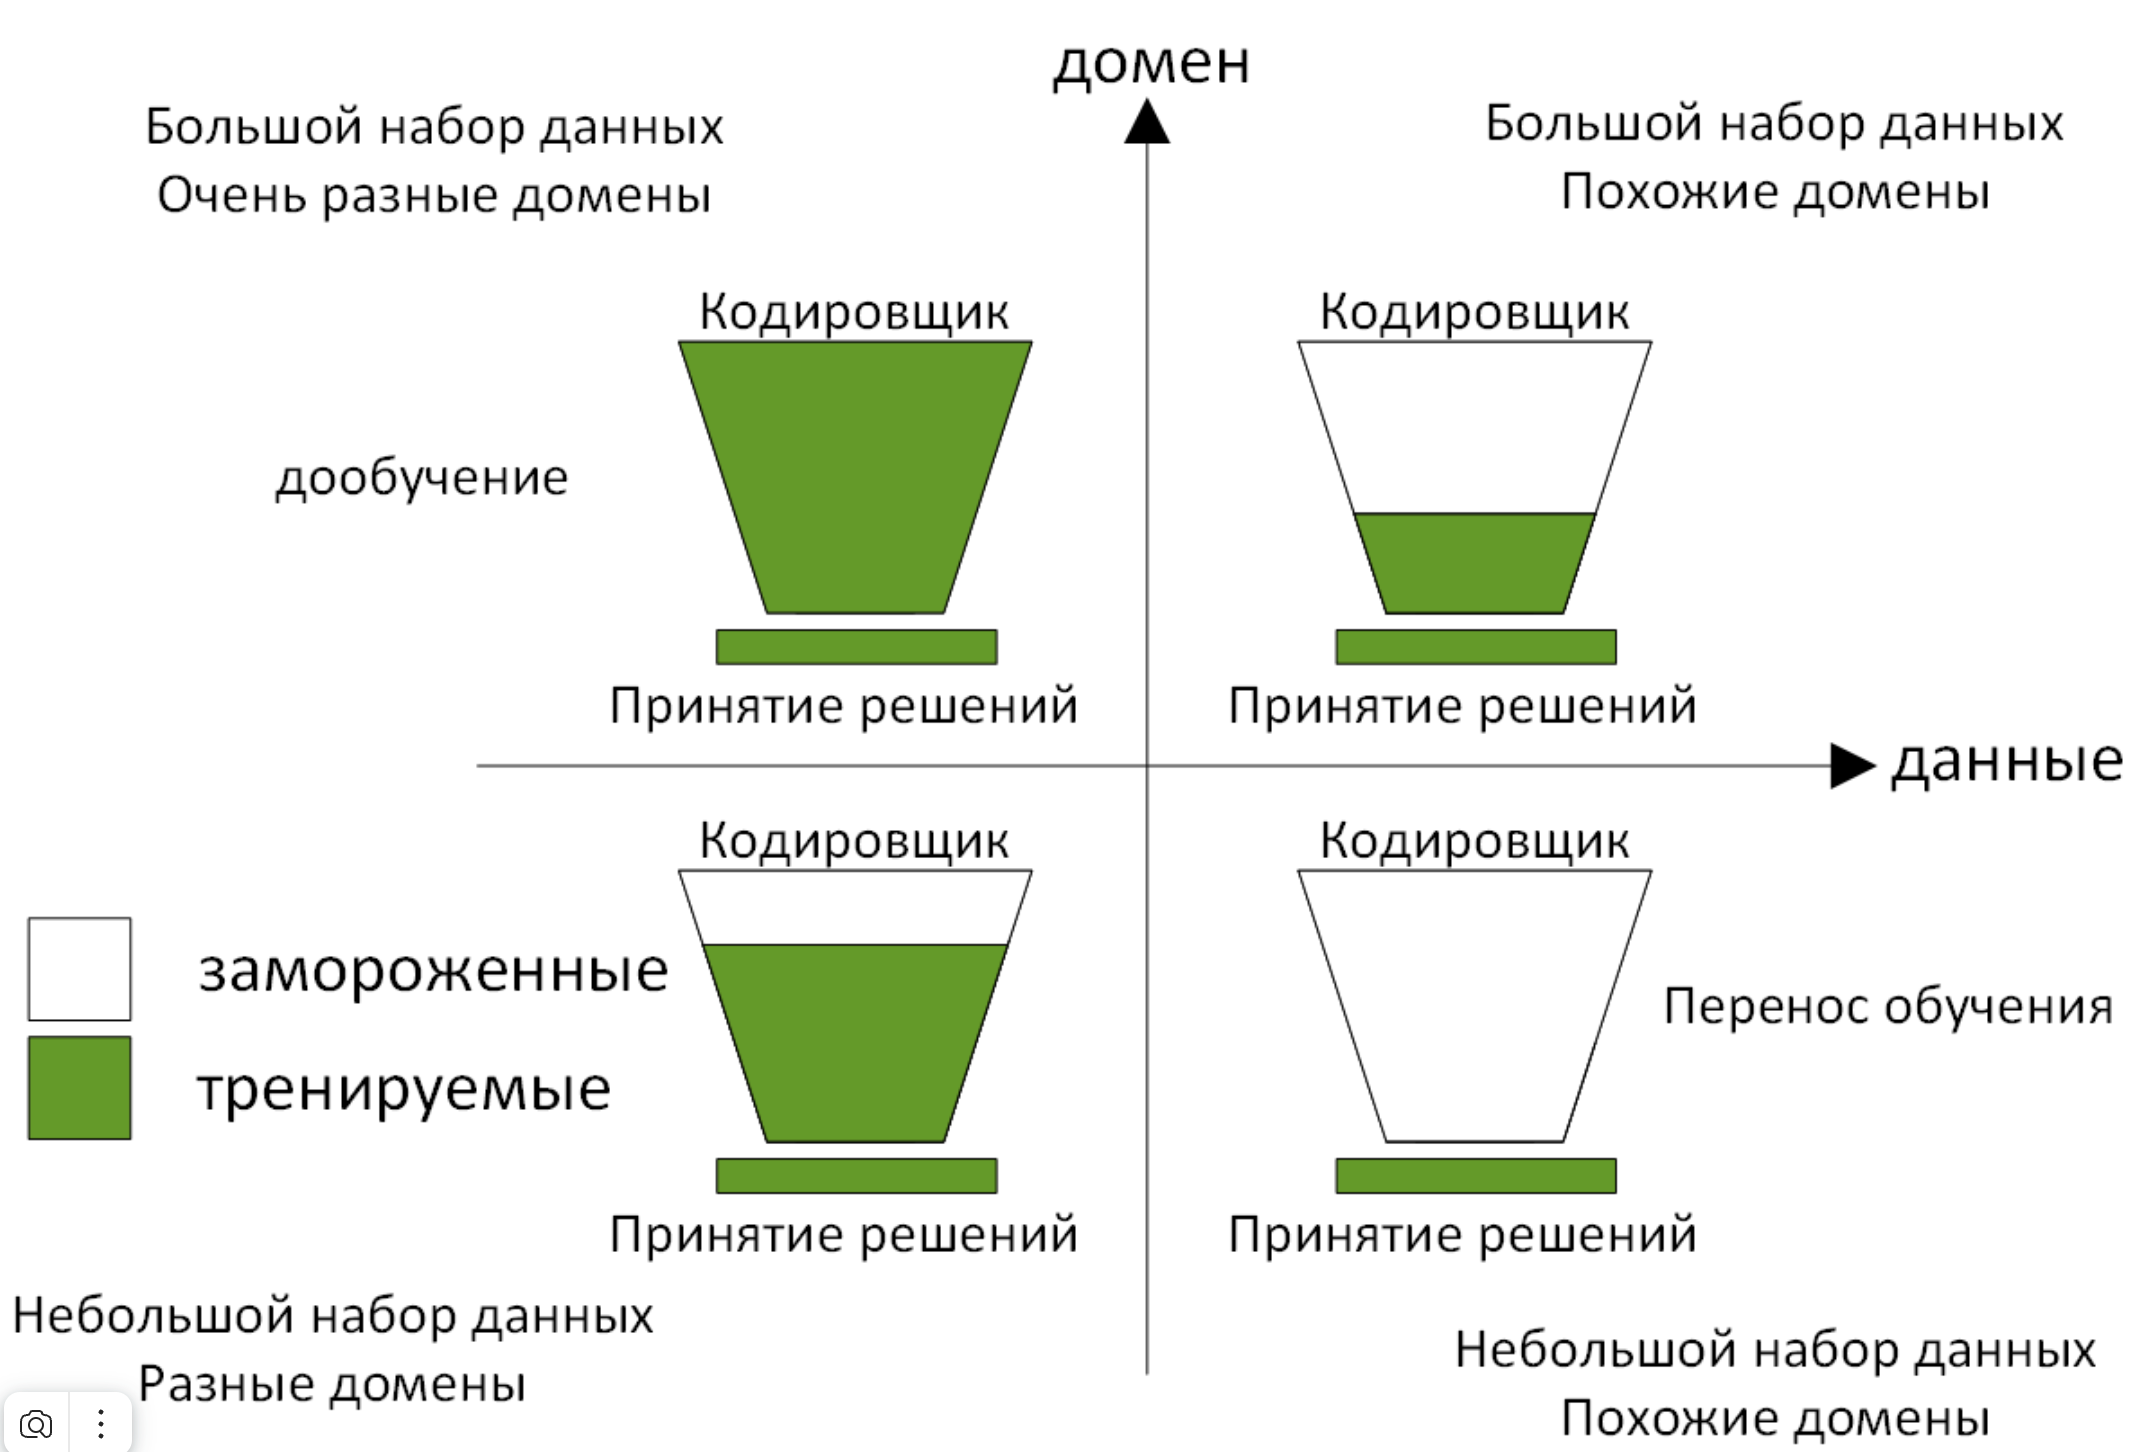 домен
Большой набор данных
Очень разные домены
Большой набор данных
Похожие домены
Кодировщик
Кодировщик
дообучение
Принятие решений
Принятие решений
данные
Кодировщик
Кодировщик
замороженные
тренируемые
Перенос обучения
Принятие решений
Принятие решений
Небольшой набор данных
Разные домены
Небольшой набор данных
Похожие домены